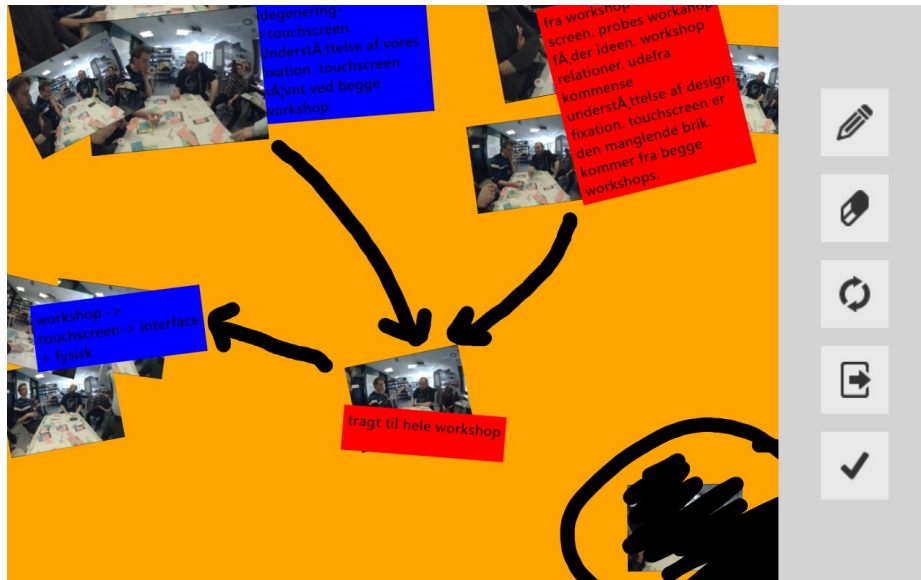 idegenering
>touchscreen
UnderstÃ¸ttelse af vores
fixation. touchscreen
nÃ¦vnt ved begge
workshop.
fra workshop
screen. probes workshop
fÃ¸der ideen. workshop
relationer. udefra
kommense
understÃ¸ttelse af design
fixation. touchscreen er
den manglende brik.
kommer fra begge
workshops.
workshop ->
touchscreen-> interface
+ fysisk
tragt til hele workshop